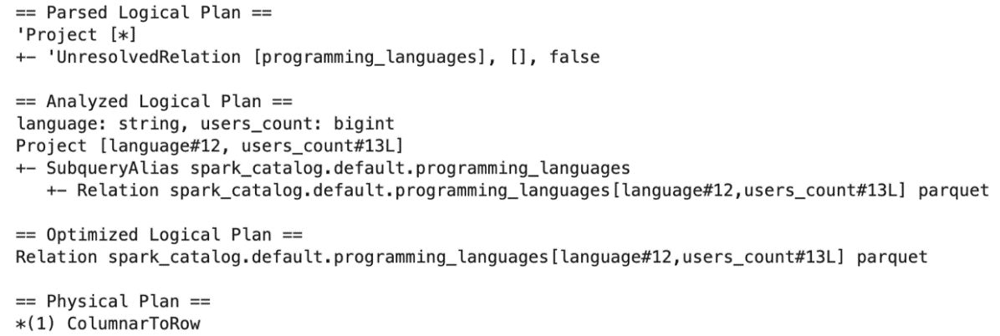 == Parsed Logical Plan ==
'Project [*]
+- 'UnresolvedRelation [programming_languages], [], false
== Analyzed Logical Plan ==
language: string, users_count: bigint
Project [language#12, users_count#13L]
+- SubqueryAlias spark_catalog.default.programming_languages
   +- Relation spark_catalog.default.programming_languages[language#12,users_count#13L] parquet
== Optimized Logical Plan ==
Relation spark_catalog.default.programming_languages[language#12,users_count#13L] parquet
== Physical Plan ==
*(1) ColumnarToRow